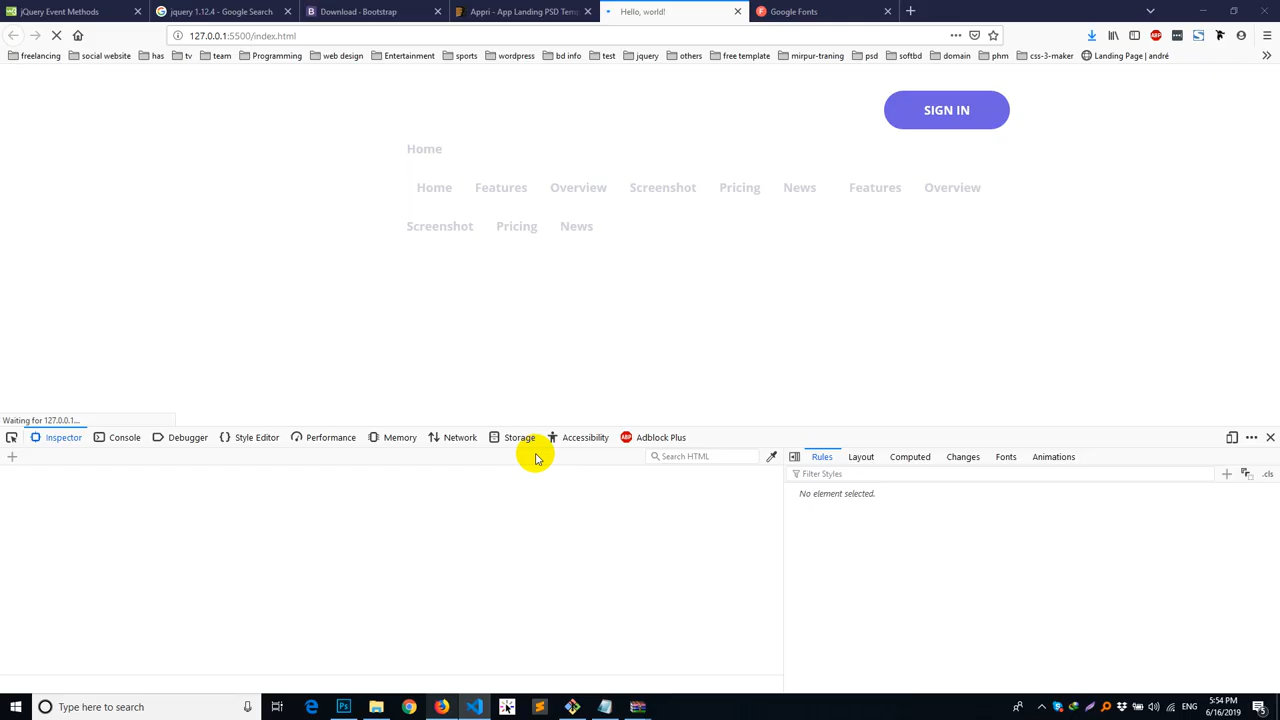 jQuery Event Methods
jquery 1.12.4 - Google Search
Download · Bootstrap
Appri - App Landing PSD Temp
Hello, world!
Google Fonts
127.0.0.1:5500/index.html
freelancing social website has tv team Programming web design Entertainment sports wordpress bd info test jquery others free template mirpur-traning psd softbd domain phm css-3-maker Landing Page | andré
SIGN IN
Home
Home Features Overview Screenshot Pricing News Features Overview
Screenshot Pricing News
Waiting for 127.0.0.1...
Inspector Console Debugger Style Editor Performance Memory Network Storage Accessibility Adblock Plus
Search HTML
Rules Layout Computed Changes Fonts Animations
Filter Styles
.cls
No element selected.
Type here to search
ENG
5:54 PM
6/16/2019
5